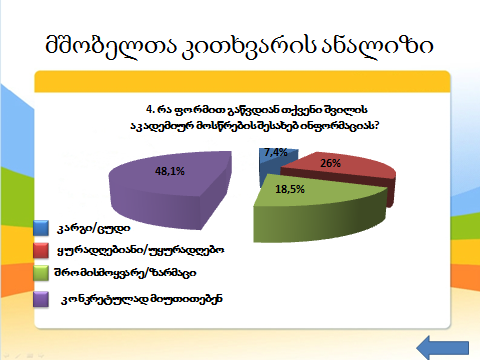 მშობელთა კითხვარის ანალიზი
4. რა ფორმით გაწვდიან თქვენი შვილის
აკადემიურ მოსწრების შესახებ ინფორმაციას?
7,4%
26%
48,1%
18,5%
კარგი/ცუდი
ყურადღებიანი/უყურადღებო
შრომისმოყვარე/ზარმაცი
კონკრეტულად მიუთითებენ